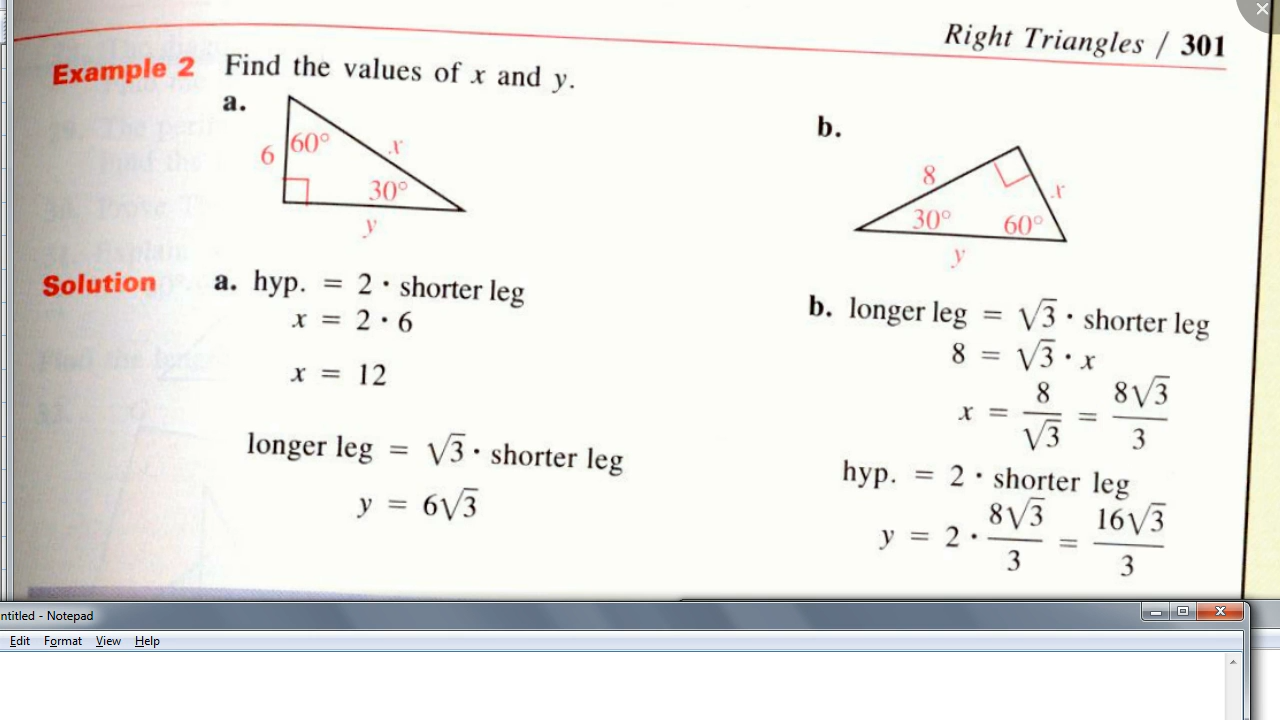 Right Triangles / 301
Example 2 Find the values of x and y.
a.
6
60°
x
30°
y
b.
8
x
30°
60°
y
Solution
a. hyp. = 2 · shorter leg
x = 2 · 6
x = 12
longer leg = √3 · shorter leg
y = 6√3
b. longer leg = √3 · shorter leg
8 = √3 · x
x = 8/√3 = 8√3/3
hyp. = 2 · shorter leg
y = 2 · 8√3/3 = 16√3/3
ntitled - Notepad
Edit Format View Help